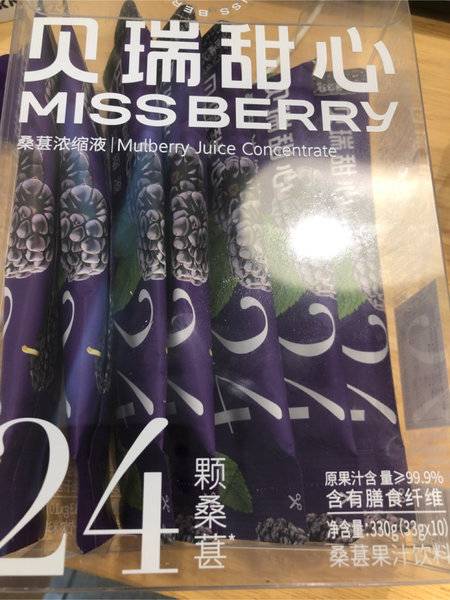 MISS BER
贝瑞甜心
MISS BERRY
桑葚浓缩液 | Mulberry Juice Concentrate
24
颗桑葚*
原果汁含量≥99.9%
含有膳食纤维
净含量: 330g (33gx10)
桑葚果汁饮料